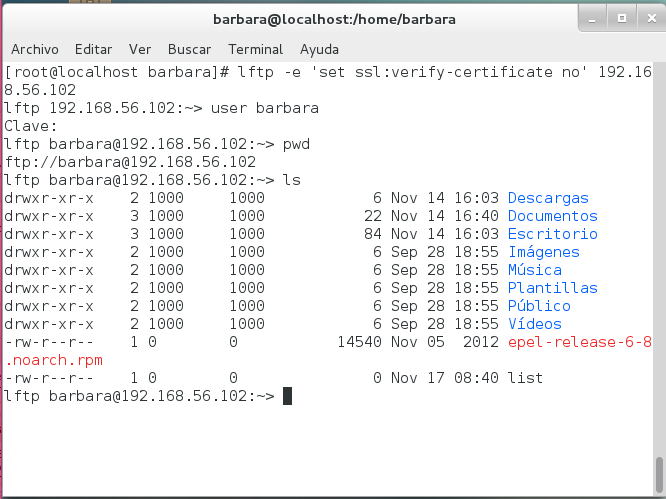 barbara@localhost:/home/barbara
Archivo Lftp Ver Buscar Terminal Ayuda
[root@localhost barbara]# lftp -e 'set ssl:verify-certificate no' 192.16
8.56.102
lftp 192.168.56.102:~> user barbara
Clave:
lftp barbara@192.168.56.102:~> pwd
ftp://barbara@192.168.56.102
lftp barbara@192.168.56.102:~> ls
drwxr-xr-x    2 1000     1000            6 Nov 14 16:03 Descargas
drwxr-xr-x    3 1000     1000           22 Nov 14 16:40 Documentos
drwxr-xr-x    3 1000     1000           84 Nov 14 16:03 Escritorio
drwxr-xr-x    2 1000     1000            6 Sep 28 18:55 Imágenes
drwxr-xr-x    2 1000     1000            6 Sep 28 18:55 Música
drwxr-xr-x    2 1000     1000            6 Sep 28 18:55 Plantillas
drwxr-xr-x    2 1000     1000            6 Sep 28 18:55 Público
drwxr-xr-x    2 1000     1000            6 Sep 28 18:55 Vídeos
-rw-r--r--    1 0        0           14540 Nov 05  2012 epel-release-6-8
.noarch.rpm
-rw-r--r--    1 0        0               0 Nov 17 08:40 list
lftp barbara@192.168.56.102:~>